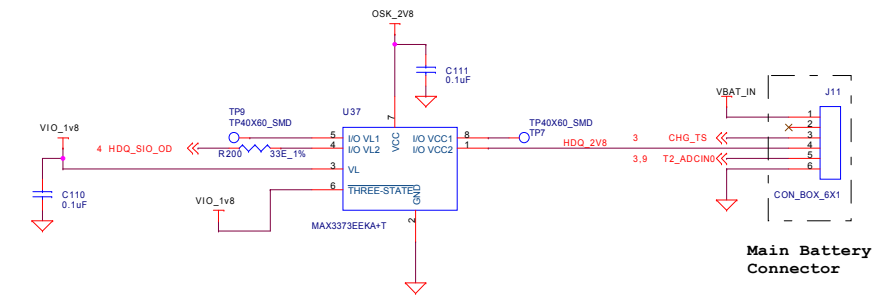 OSK_2V8
C111
0.1uF
VBAT_IN
J11
TP9
TP40X60_SMD
U37
TP40X60_SMD
TP7
VIO_1v8
7
1
2
3
4
5
6
5 I/O VL1 VCC I/O VCC1 8
4 HDQ_SIO_OD
4 I/O VL2 I/O VCC2 1
HDQ_2V8
3 CHG_TS
R200 33E_1%
3,9 T2_ADCIN0
3 VL
C110
0.1uF
VIO_1v8
6 THREE-STATE
GND
2
CON_BOX_6X1
MAX3373EEKA+T
Main Battery
Connector